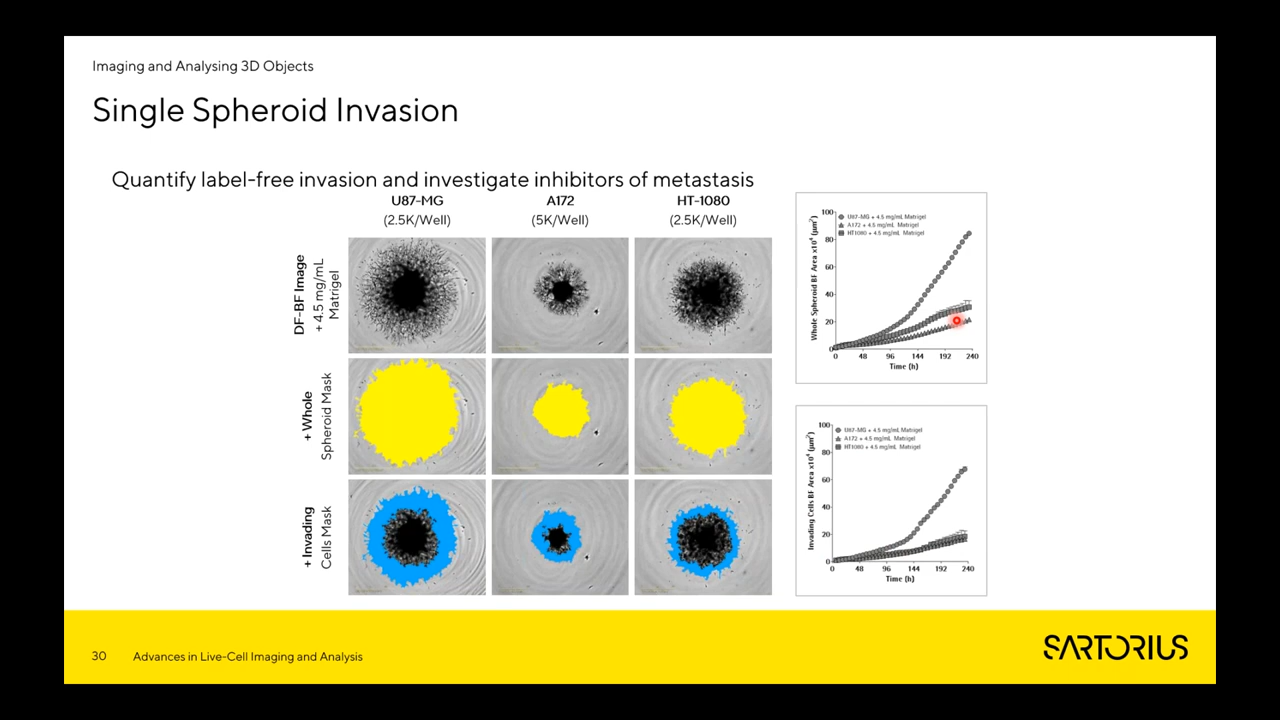 Imaging and Analysing 3D Objects
Single Spheroid Invasion
Quantify label-free invasion and investigate inhibitors of metastasis
U87-MG
(2.5K/Well)
A172
(5K/Well)
HT-1080
(2.5K/Well)
DF-BF Image
+ 4.5 mg/mL
Matrigel
+ Whole
Spheroid Mask
+ Invading
Cells Mask
Whole Spheroid BF Area x10⁴ (µm²)
100
80
60
40
20
0
U87-MG + 4.5 mg/mL Matrigel
A172 + 4.5 mg/mL Matrigel
HT1080 + 4.5 mg/mL Matrigel
0 48 96 144 192 240
Time (h)
Invading Cells BF Area x10⁴ (µm²)
100
80
60
40
20
0
U87-MG + 4.5 mg/mL Matrigel
A172 + 4.5 mg/mL Matrigel
HT1080 + 4.5 mg/mL Matrigel
0 48 96 144 192 240
Time (h)
30 Advances in Live-Cell Imaging and Analysis
SARTORIUS